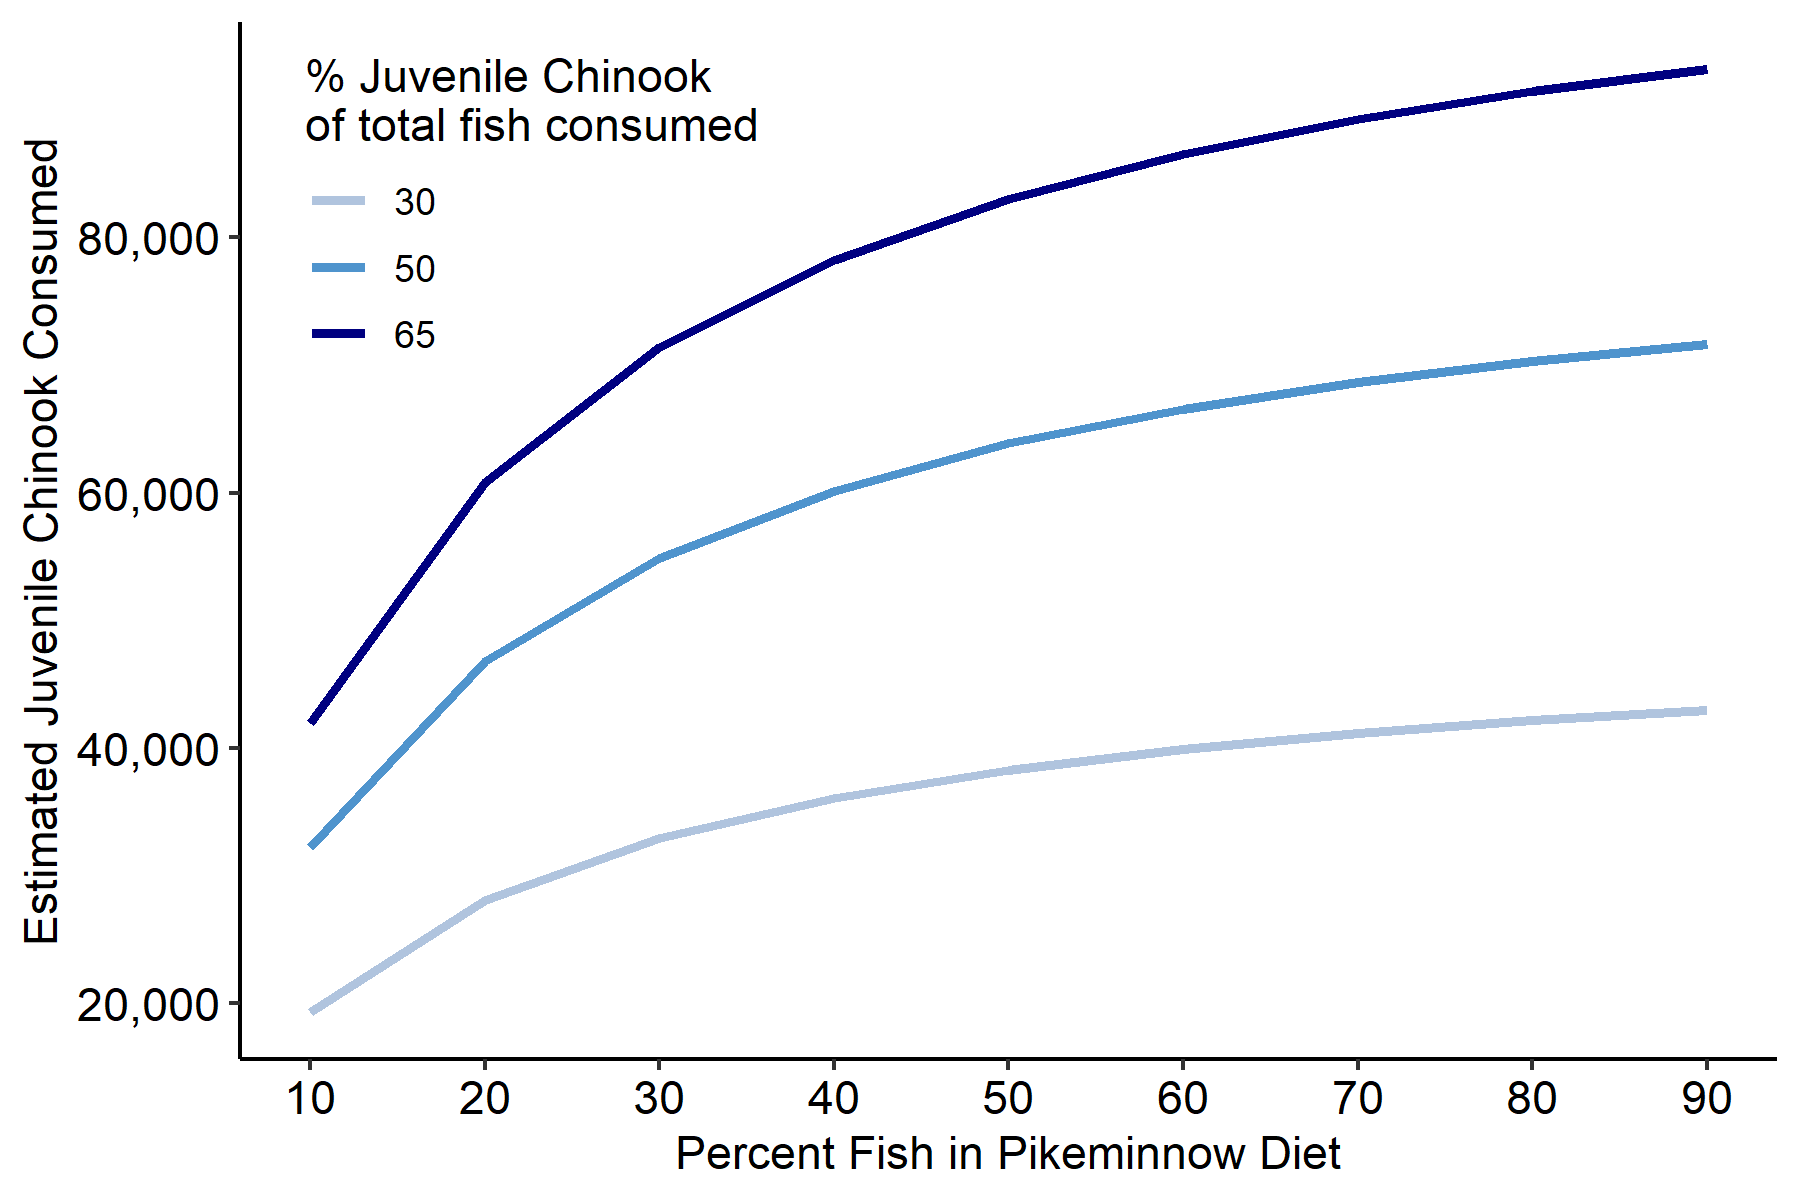 % Juvenile Chinook
of total fish consumed
30
50
65
Estimated Juvenile Chinook Consumed
80,000
60,000
40,000
20,000
10 20 30 40 50 60 70 80 90
Percent Fish in Pikeminnow Diet